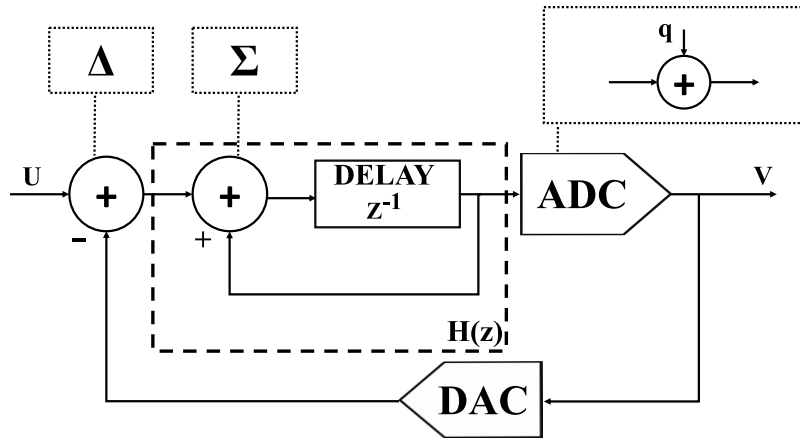 Δ
Σ
q
+
U
+
+
DELAY
Z⁻¹
ADC
V
-
+
H(z)
DAC